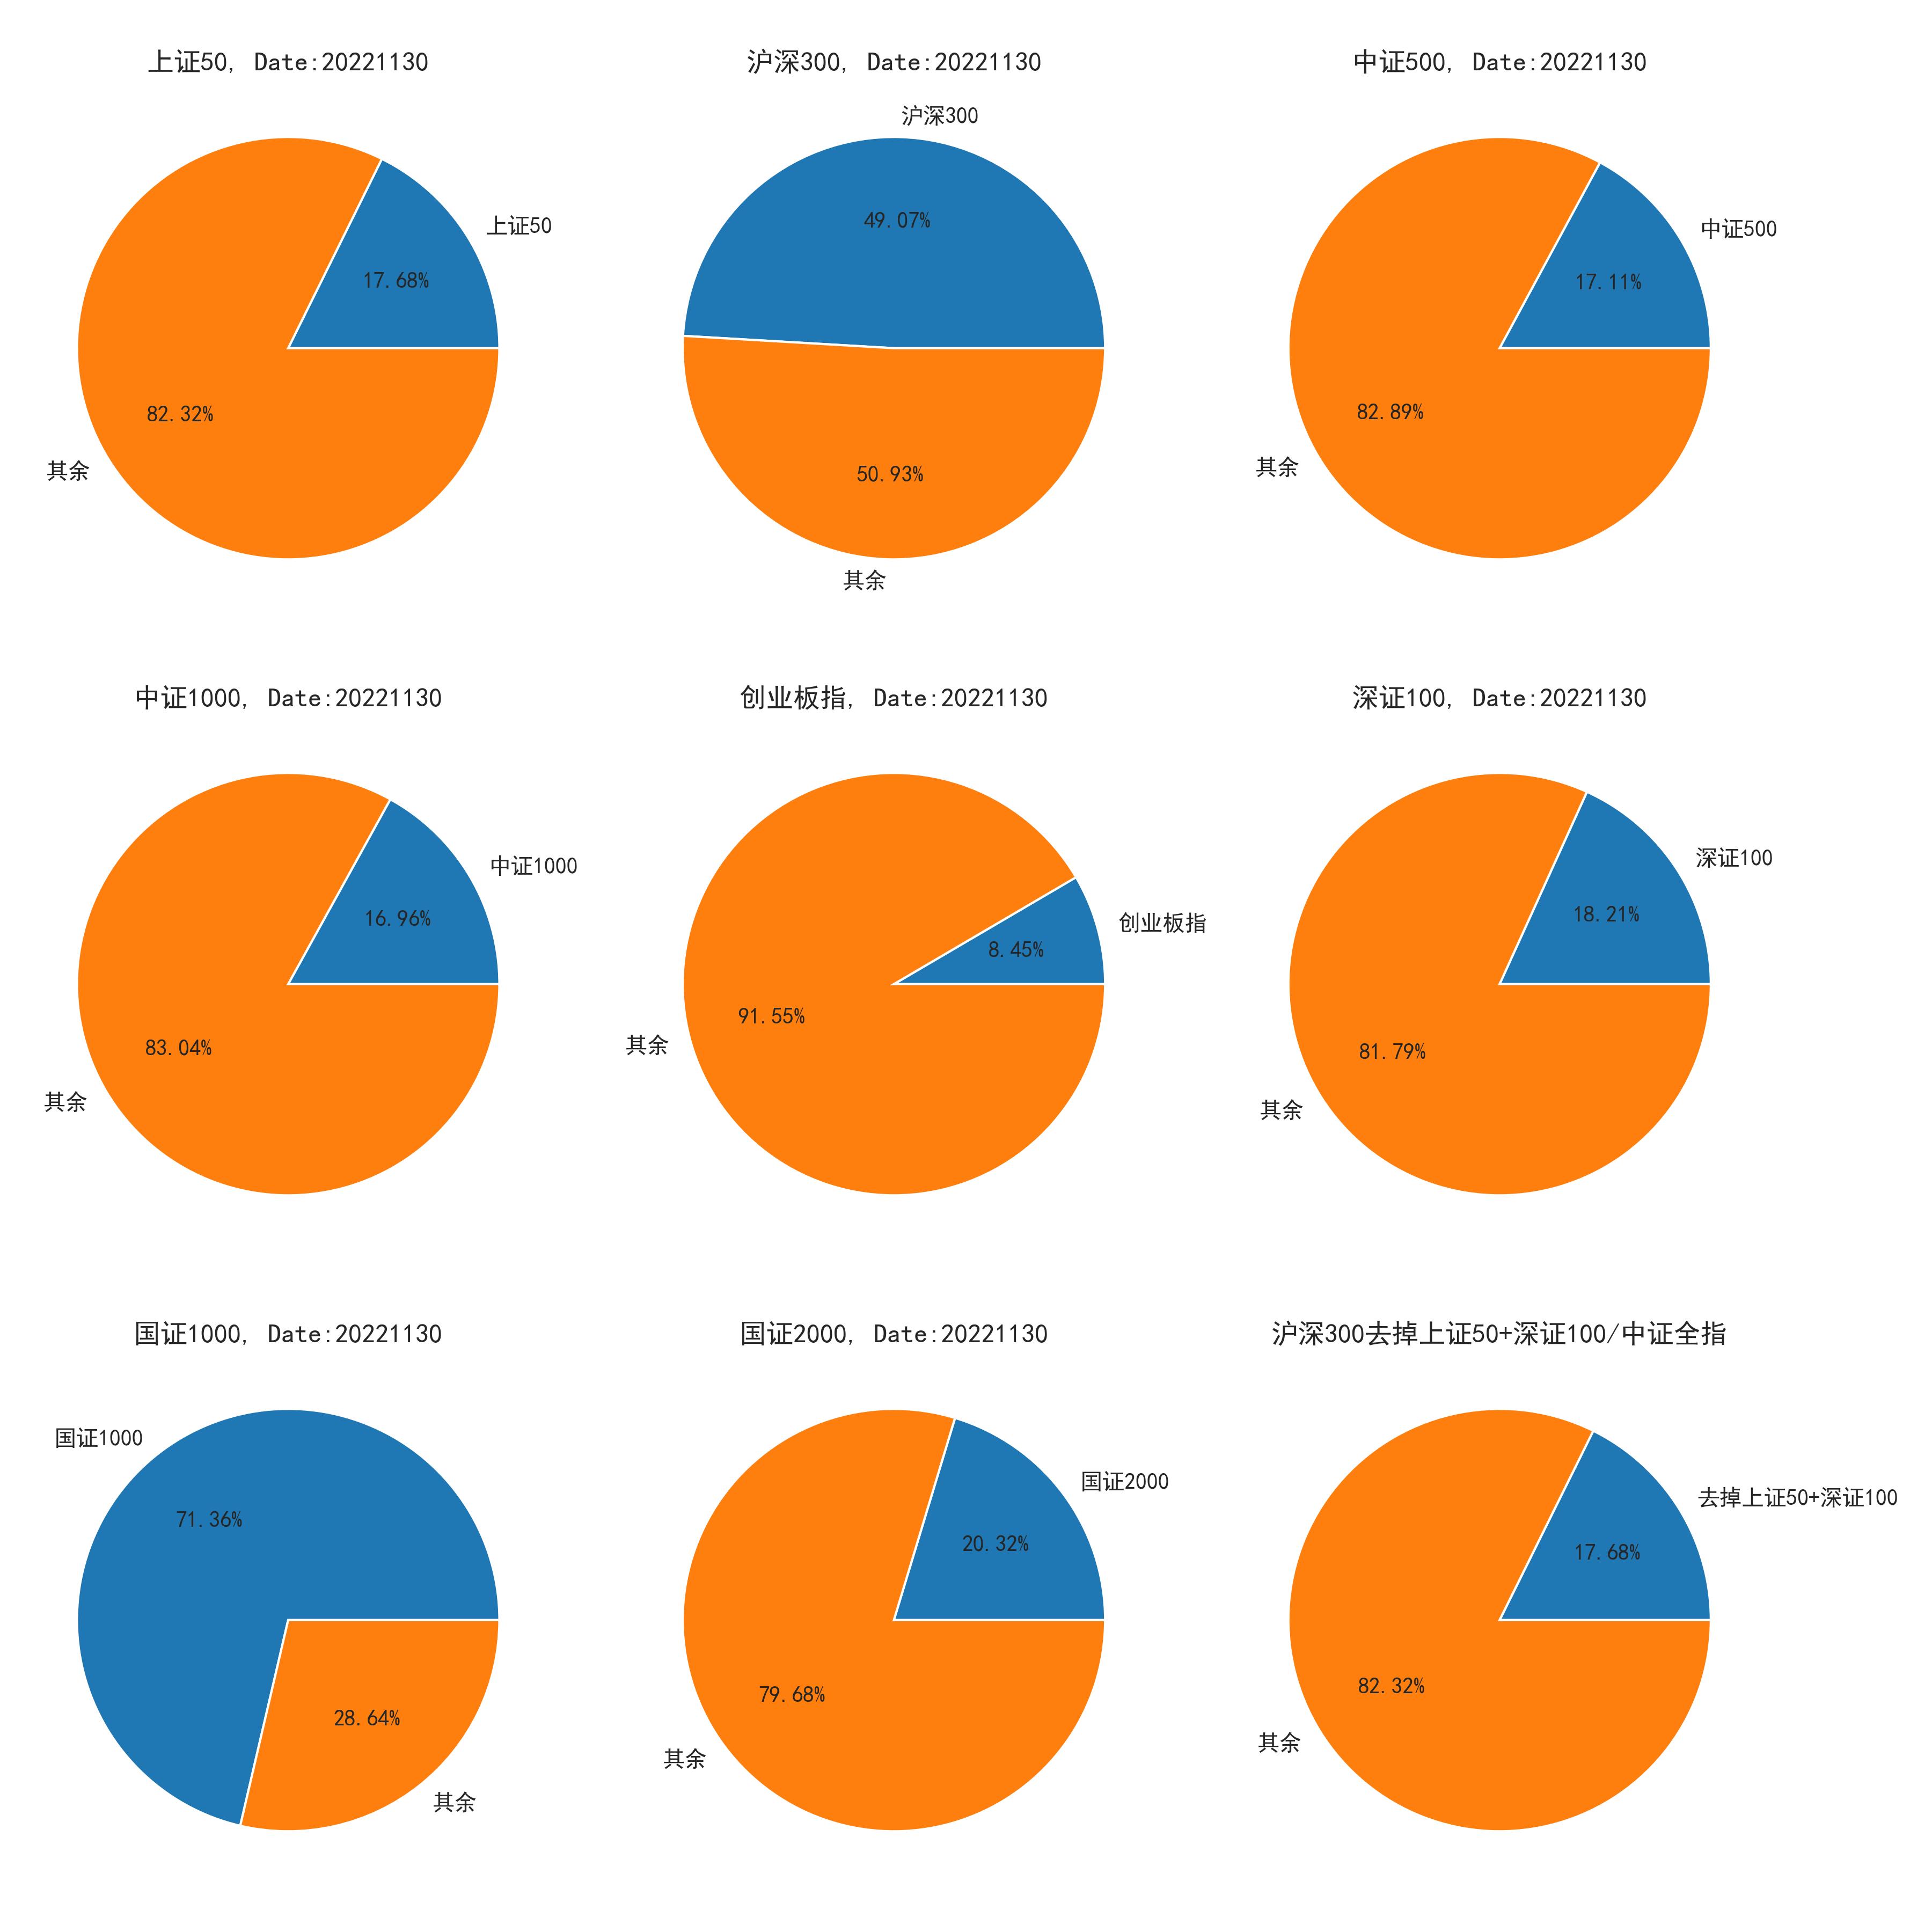 上证50, Date:20221130
上证50
17.68%
82.32%
其余
沪深300, Date:20221130
沪深300
49.07%
50.93%
其余
中证500, Date:20221130
中证500
17.11%
82.89%
其余
中证1000, Date:20221130
中证1000
16.96%
83.04%
其余
创业板指, Date:20221130
创业板指
8.45%
91.55%
其余
深证100, Date:20221130
深证100
18.21%
81.79%
其余
国证1000, Date:20221130
国证1000
71.36%
28.64%
其余
国证2000, Date:20221130
国证2000
20.32%
79.68%
其余
沪深300去掉上证50+深证100/中证全指
去掉上证50+深证100
17.68%
82.32%
其余